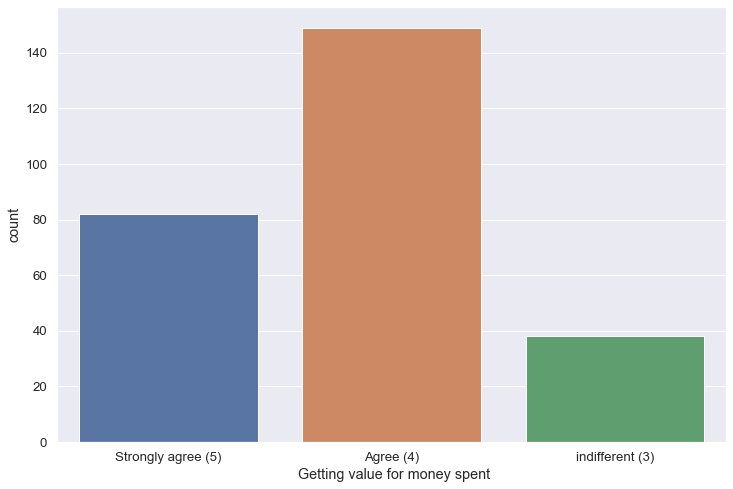 140
120
100
80
60
40
20
0
count
Strongly agree (5) Agree (4) indifferent (3)
Getting value for money spent